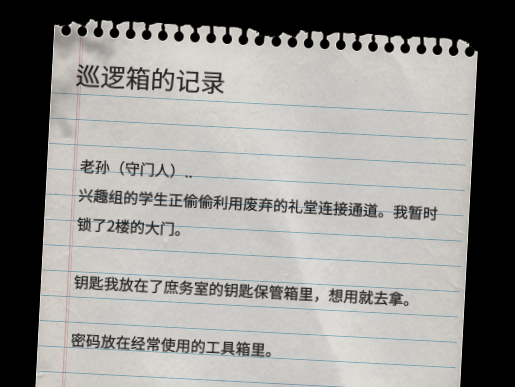 巡逻箱的记录
老孙（守门人）..
兴趣组的学生正偷偷利用废弃的礼堂连接通道。我暂时
锁了2楼的大门。
钥匙我放在了庶务室的钥匙保管箱里，想用就去拿。
密码放在经常使用的工具箱里。